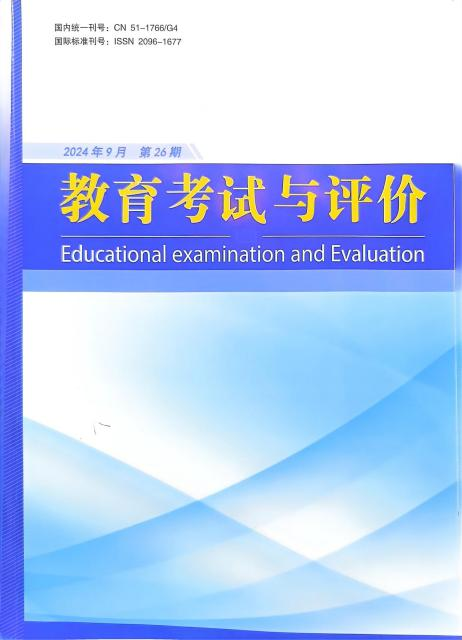 国内统一刊号：CN 51-1766/G4
国际标准刊号：ISSN 2096-1677
2024年9月 第26期
教育考试与评价
Educational examination and Evaluation